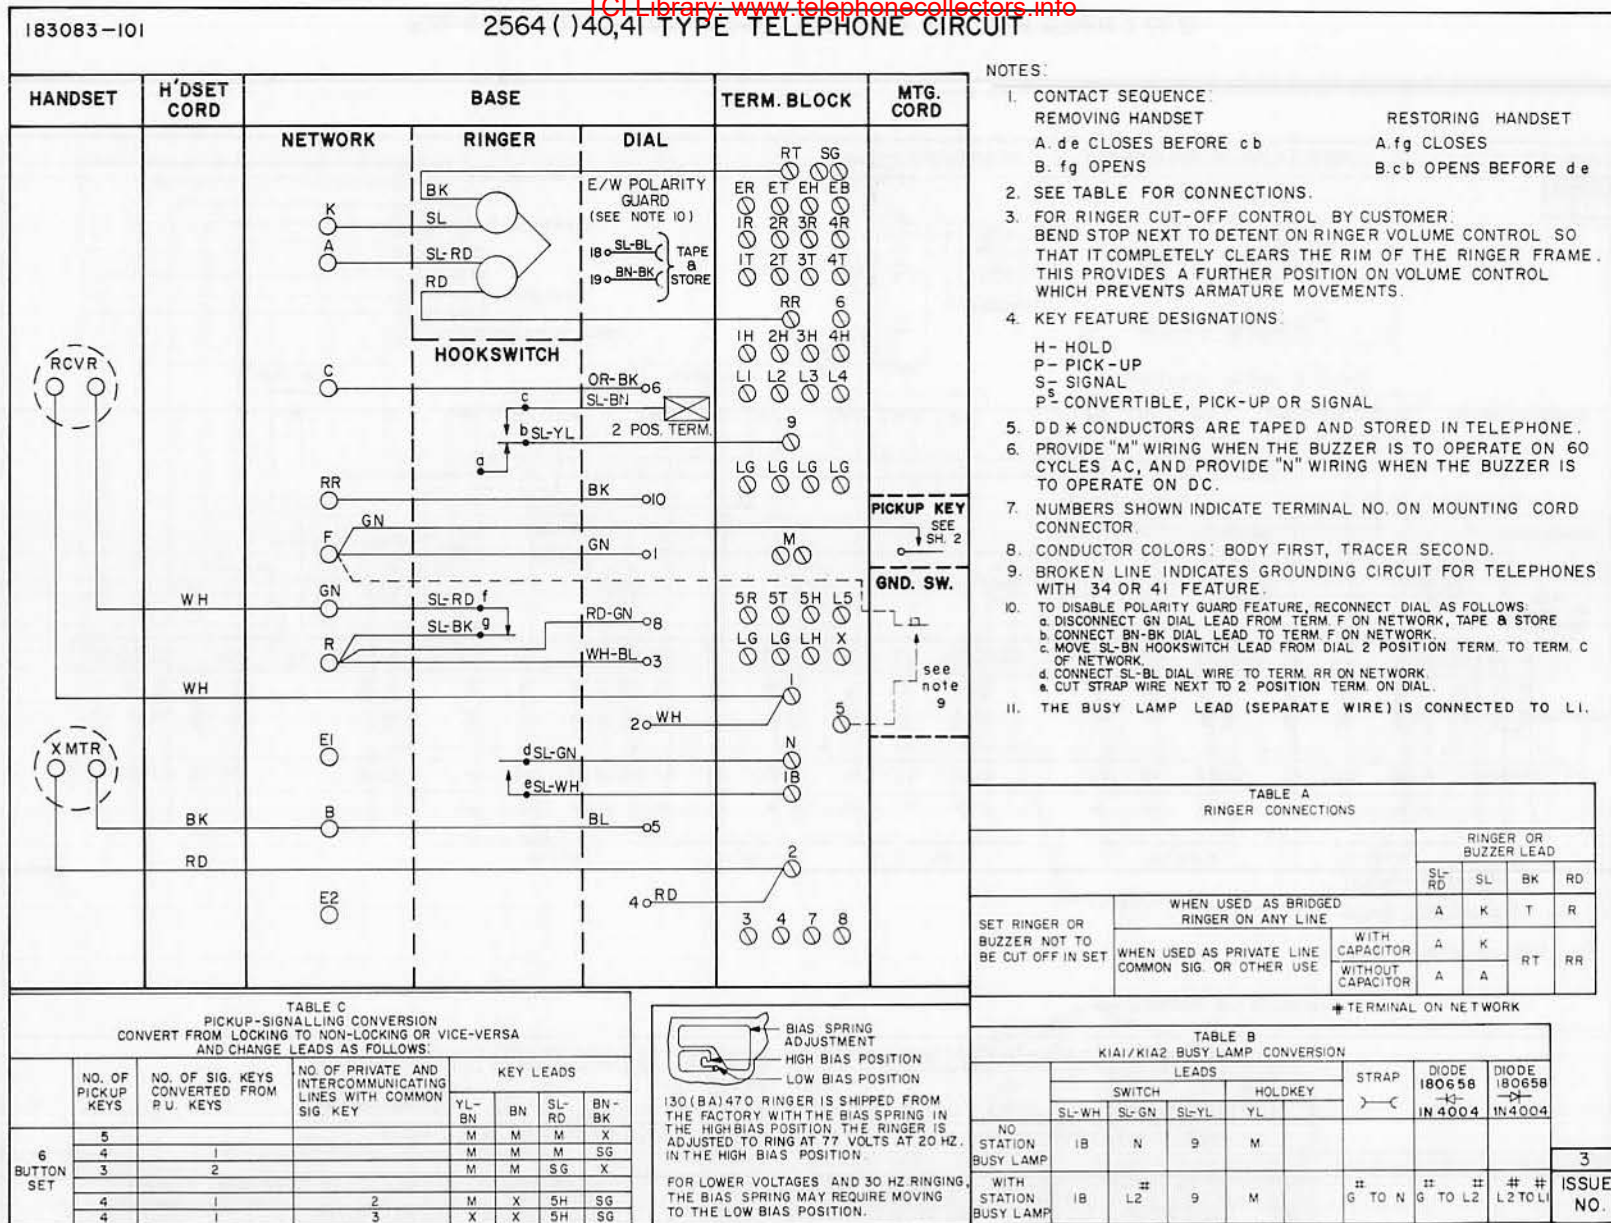 TCI Library: www.telephonecollectors.info
183083-101
2564 ( )40,41 TYPE TELEPHONE CIRCUIT
HANDSET
H'DSET CORD
BASE
TERM. BLOCK
MTG. CORD
NETWORK
RINGER
DIAL
RT SG
E/W POLARITY
GUARD
(SEE NOTE 10)
ER ET EH EB
1R 2R 3R 4R
1T 2T 3T 4T
BK
K
SL
A
SL-RD
RD
18 SL-BL
19 BN-BK
TAPE
&
STORE
RR 6
1H 2H 3H 4H
HOOKSWITCH
RCVR
C
OR-BK 6
L1 L2 L3 L4
c
SL-BN
b SL-YL
2 POS. TERM.
9
a
LG LG LG LG
RR
BK 10
PICKUP KEY
SEE
SH. 2
GN
F
GN 1
M
GND. SW.
GN
WH
SL-RD f
SL-BK g
RD-GN 8
5R 5T 5H L5
R
WH-BL 3
LG LG LH X
see
note
9
WH
1
2 WH
5
XMTR
E1
d SL-GN
N
e SL-WH
1B
BK
B
BL 5
RD
2
E2
4 RD
3 4 7 8
NOTES:
1. CONTACT SEQUENCE:
REMOVING HANDSET RESTORING HANDSET
A. de CLOSES BEFORE cb A. fg CLOSES
B. fg OPENS B. cb OPENS BEFORE de
2. SEE TABLE FOR CONNECTIONS.
3. FOR RINGER CUT-OFF CONTROL BY CUSTOMER:
BEND STOP NEXT TO DETENT ON RINGER VOLUME CONTROL SO
THAT IT COMPLETELY CLEARS THE RIM OF THE RINGER FRAME.
THIS PROVIDES A FURTHER POSITION ON VOLUME CONTROL
WHICH PREVENTS ARMATURE MOVEMENTS.
4. KEY FEATURE DESIGNATIONS:
H- HOLD
P- PICK-UP
S- SIGNAL
PS- CONVERTIBLE, PICK-UP OR SIGNAL
5. DD * CONDUCTORS ARE TAPED AND STORED IN TELEPHONE.
6. PROVIDE "M" WIRING WHEN THE BUZZER IS TO OPERATE ON 60
CYCLES AC, AND PROVIDE "N" WIRING WHEN THE BUZZER IS
TO OPERATE ON DC.
7. NUMBERS SHOWN INDICATE TERMINAL NO. ON MOUNTING CORD
CONNECTOR.
8. CONDUCTOR COLORS: BODY FIRST, TRACER SECOND.
9. BROKEN LINE INDICATES GROUNDING CIRCUIT FOR TELEPHONES
WITH 34 OR 41 FEATURE.
10. TO DISABLE POLARITY GUARD FEATURE, RECONNECT DIAL AS FOLLOWS:
a. DISCONNECT GN DIAL LEAD FROM TERM. F ON NETWORK, TAPE & STORE
b. CONNECT BN-BK DIAL LEAD TO TERM. F ON NETWORK.
c. MOVE SL-BN HOOKSWITCH LEAD FROM DIAL 2 POSITION TERM. TO TERM. C
OF NETWORK.
d. CONNECT SL-BL DIAL WIRE TO TERM. RR ON NETWORK.
e. CUT STRAP WIRE NEXT TO 2 POSITION TERM. ON DIAL.
11. THE BUSY LAMP LEAD (SEPARATE WIRE) IS CONNECTED TO L1.
TABLE A
RINGER CONNECTIONS
RINGER OR
BUZZER LEAD
SL-RD SL BK RD
SET RINGER OR
BUZZER NOT TO
BE CUT OFF IN SET
WHEN USED AS BRIDGED
RINGER ON ANY LINE
A K T R
WHEN USED AS PRIVATE LINE
COMMON SIG. OR OTHER USE
WITH CAPACITOR A K RT RR
WITHOUT CAPACITOR A A
#TERMINAL ON NETWORK
TABLE C
PICKUP-SIGNALLING CONVERSION
CONVERT FROM LOCKING TO NON-LOCKING OR VICE-VERSA
AND CHANGE LEADS AS FOLLOWS:
NO. OF PICKUP KEYS
NO. OF SIG. KEYS CONVERTED FROM P.U. KEYS
NO. OF PRIVATE AND INTERCOMMUNICATING LINES WITH COMMON SIG. KEY
KEY LEADS
YL-BN BN SL-RD BN-BK
6 BUTTON SET
5 M M M X
4 1 M M M SG
3 2 M M SG X
4 1 2 M X 5H SG
4 1 3 X X 5H SG
BIAS SPRING
ADJUSTMENT
HIGH BIAS POSITION
LOW BIAS POSITION
130(BA)470 RINGER IS SHIPPED FROM
THE FACTORY WITH THE BIAS SPRING IN
THE HIGH BIAS POSITION. THE RINGER IS
ADJUSTED TO RING AT 77 VOLTS AT 20 HZ.
IN THE HIGH BIAS POSITION.
FOR LOWER VOLTAGES AND 30 HZ. RINGING,
THE BIAS SPRING MAY REQUIRE MOVING
TO THE LOW BIAS POSITION.
TABLE B
K1A1/K1A2 BUSY LAMP CONVERSION
LEADS
SWITCH HOLDKEY
SL-WH SL-GN SL-YL YL
STRAP
DIODE 180658 1N4004
DIODE 180658 1N4004
NO STATION BUSY LAMP 1B N 9 M
WITH STATION BUSY LAMP 1B # L2 9 M # G TO N # # G TO L2 # # L2 TO L1
3
ISSUE
NO.